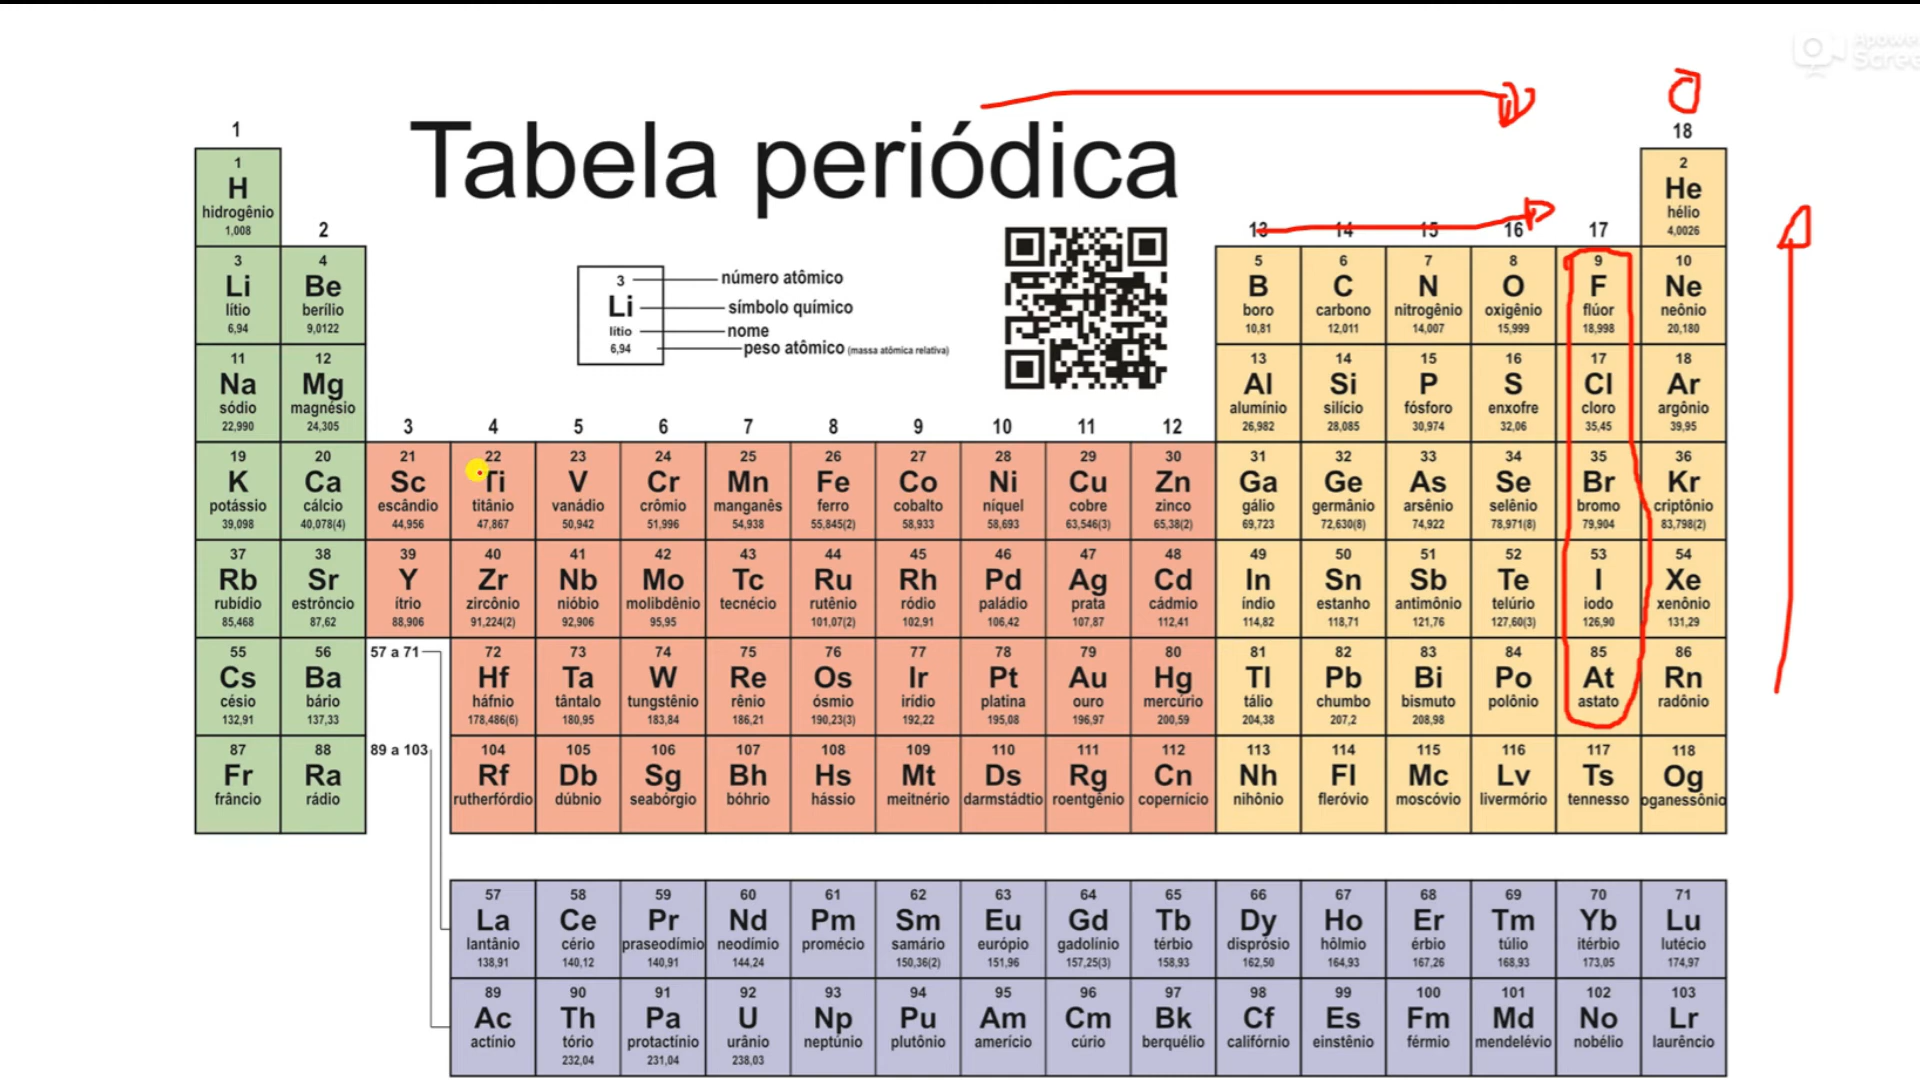 Apower
Scree
0
1
18
Tabela periódica
1 2
H He
hidrogênio hélio
1,008 4,0026
2 13 14 15 16 17
3 4 5 6 7 8 9 10
Li Be B C N O F Ne
lítio berílio boro carbono nitrogênio oxigênio flúor neônio
6,94 9,0122 10,81 12,011 14,007 15,999 18,998 20,180
3 número atômico
Li símbolo químico
lítio nome
6,94 peso atômico (massa atômica relativa)
11 12 13 14 15 16 17 18
Na Mg Al Si P S Cl Ar
sódio magnésio alumínio silício fósforo enxofre cloro argônio
22,990 24,305 26,982 28,085 30,974 32,06 35,45 39,95
3 4 5 6 7 8 9 10 11 12
19 20 21 22 23 24 25 26 27 28 29 30 31 32 33 34 35 36
K Ca Sc Ti V Cr Mn Fe Co Ni Cu Zn Ga Ge As Se Br Kr
potássio cálcio escândio titânio vanádio crômio manganês ferro cobalto níquel cobre zinco gálio germânio arsênio selênio bromo criptônio
39,098 40,078(4) 44,956 47,867 50,942 51,996 54,938 55,845(2) 58,933 58,693 63,546(3) 65,38(2) 69,723 72,630(8) 74,922 78,971(8) 79,904 83,798(2)
37 38 39 40 41 42 43 44 45 46 47 48 49 50 51 52 53 54
Rb Sr Y Zr Nb Mo Tc Ru Rh Pd Ag Cd In Sn Sb Te I Xe
rubídio estrôncio ítrio zircônio nióbio molibdênio tecnécio rutênio ródio paládio prata cádmio índio estanho antimônio telúrio iodo xenônio
85,468 87,62 88,906 91,224(2) 92,906 95,95 101,07(2) 102,91 106,42 107,87 112,41 114,82 118,71 121,76 127,60(3) 126,90 131,29
55 56 57 a 71 72 73 74 75 76 77 78 79 80 81 82 83 84 85 86
Cs Ba Hf Ta W Re Os Ir Pt Au Hg Tl Pb Bi Po At Rn
césio bário háfnio tântalo tungstênio rênio ósmio irídio platina ouro mercúrio tálio chumbo bismuto polônio astato radônio
132,91 137,33 178,486(6) 180,95 183,84 186,21 190,23(3) 192,22 195,08 196,97 200,59 204,38 207,2 208,98
87 88 89 a 103 104 105 106 107 108 109 110 111 112 113 114 115 116 117 118
Fr Ra Rf Db Sg Bh Hs Mt Ds Rg Cn Nh Fl Mc Lv Ts Og
frâncio rádio rutherfórdio dúbnio seabórgio bóhrio hássio meitnério darmstádtio roentgênio copernício nihônio fleróvio moscóvio livermório tennesso oganessônio
57 58 59 60 61 62 63 64 65 66 67 68 69 70 71
La Ce Pr Nd Pm Sm Eu Gd Tb Dy Ho Er Tm Yb Lu
lantânio cério praseodímio neodímio promécio samário európio gadolínio térbio disprósio hôlmio érbio túlio itérbio lutécio
138,91 140,12 140,91 144,24 150,36(2) 151,96 157,25(3) 158,93 162,50 164,93 167,26 168,93 173,05 174,97
89 90 91 92 93 94 95 96 97 98 99 100 101 102 103
Ac Th Pa U Np Pu Am Cm Bk Cf Es Fm Md No Lr
actínio tório protactínio urânio neptúnio plutônio amerício cúrio berquélio califórnio einstênio férmio mendelévio nobélio laurêncio
232,04 231,04 238,03